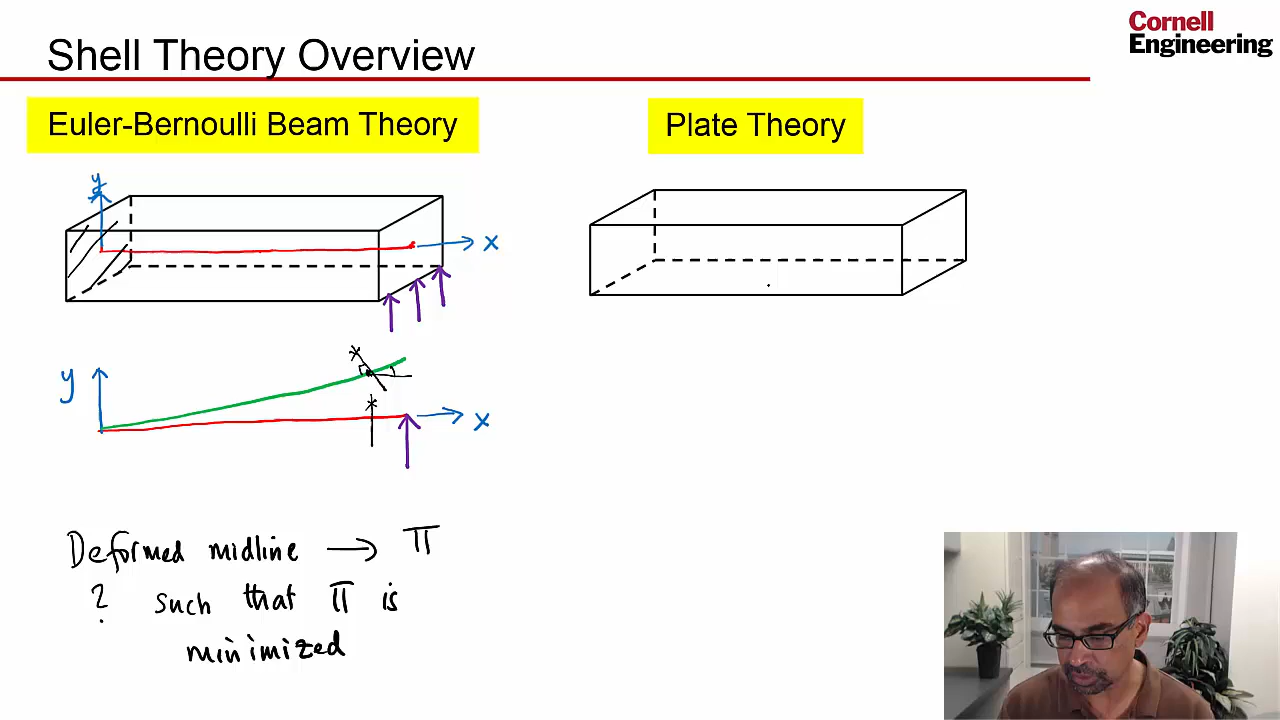 Shell Theory Overview
Cornell
Engineering
Euler-Bernoulli Beam Theory
Plate Theory
y
x
y
x
Deformed midline → π
? such that π is
minimized